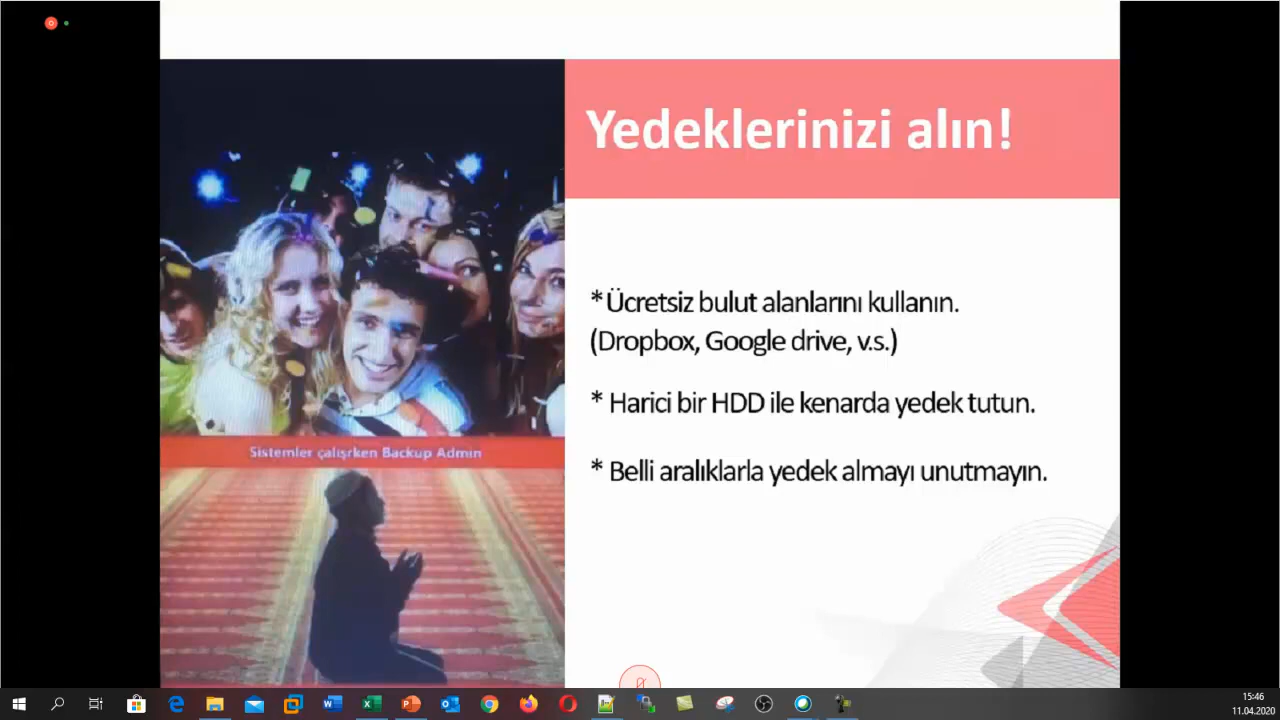 Yedeklerinizi alın!
*Ücretsiz bulut alanlarını kullanın.
(Dropbox, Google drive, v.s.)
* Harici bir HDD ile kenarda yedek tutun.
* Belli aralıklarla yedek almayı unutmayın.
Sistemler çalışrken Backup Admin
15:46
11.04.2020